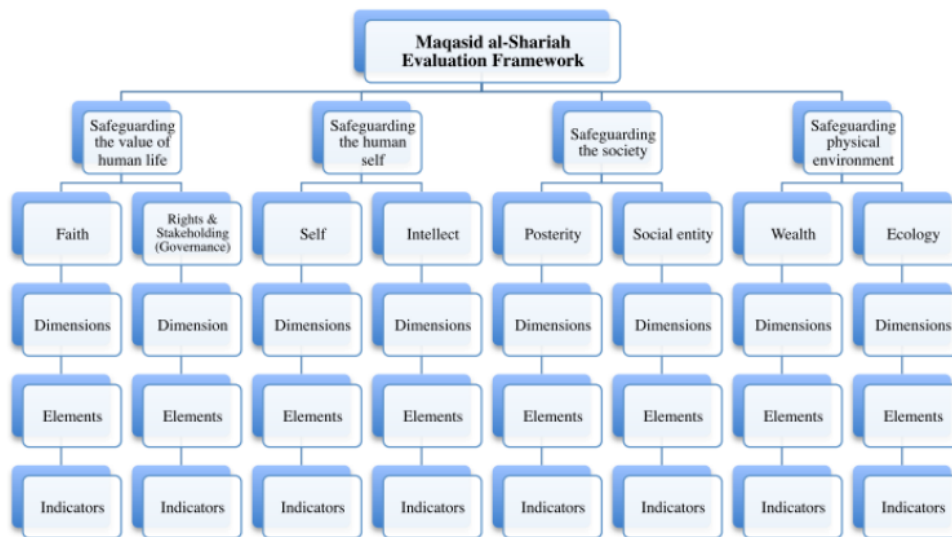 Maqasid al-Shariah
Evaluation Framework
Safeguarding
the value of
human life
Safeguarding
the human
self
Safeguarding
the society
Safeguarding
physical
environment
Faith
Rights &
Stakeholding
(Governance)
Self
Intellect
Posterity
Social entity
Wealth
Ecology
Dimensions
Dimension
Dimensions
Dimensions
Dimensions
Dimensions
Dimensions
Dimensions
Elements
Elements
Elements
Elements
Elements
Elements
Elements
Elements
Indicators
Indicators
Indicators
Indicators
Indicators
Indicators
Indicators
Indicators